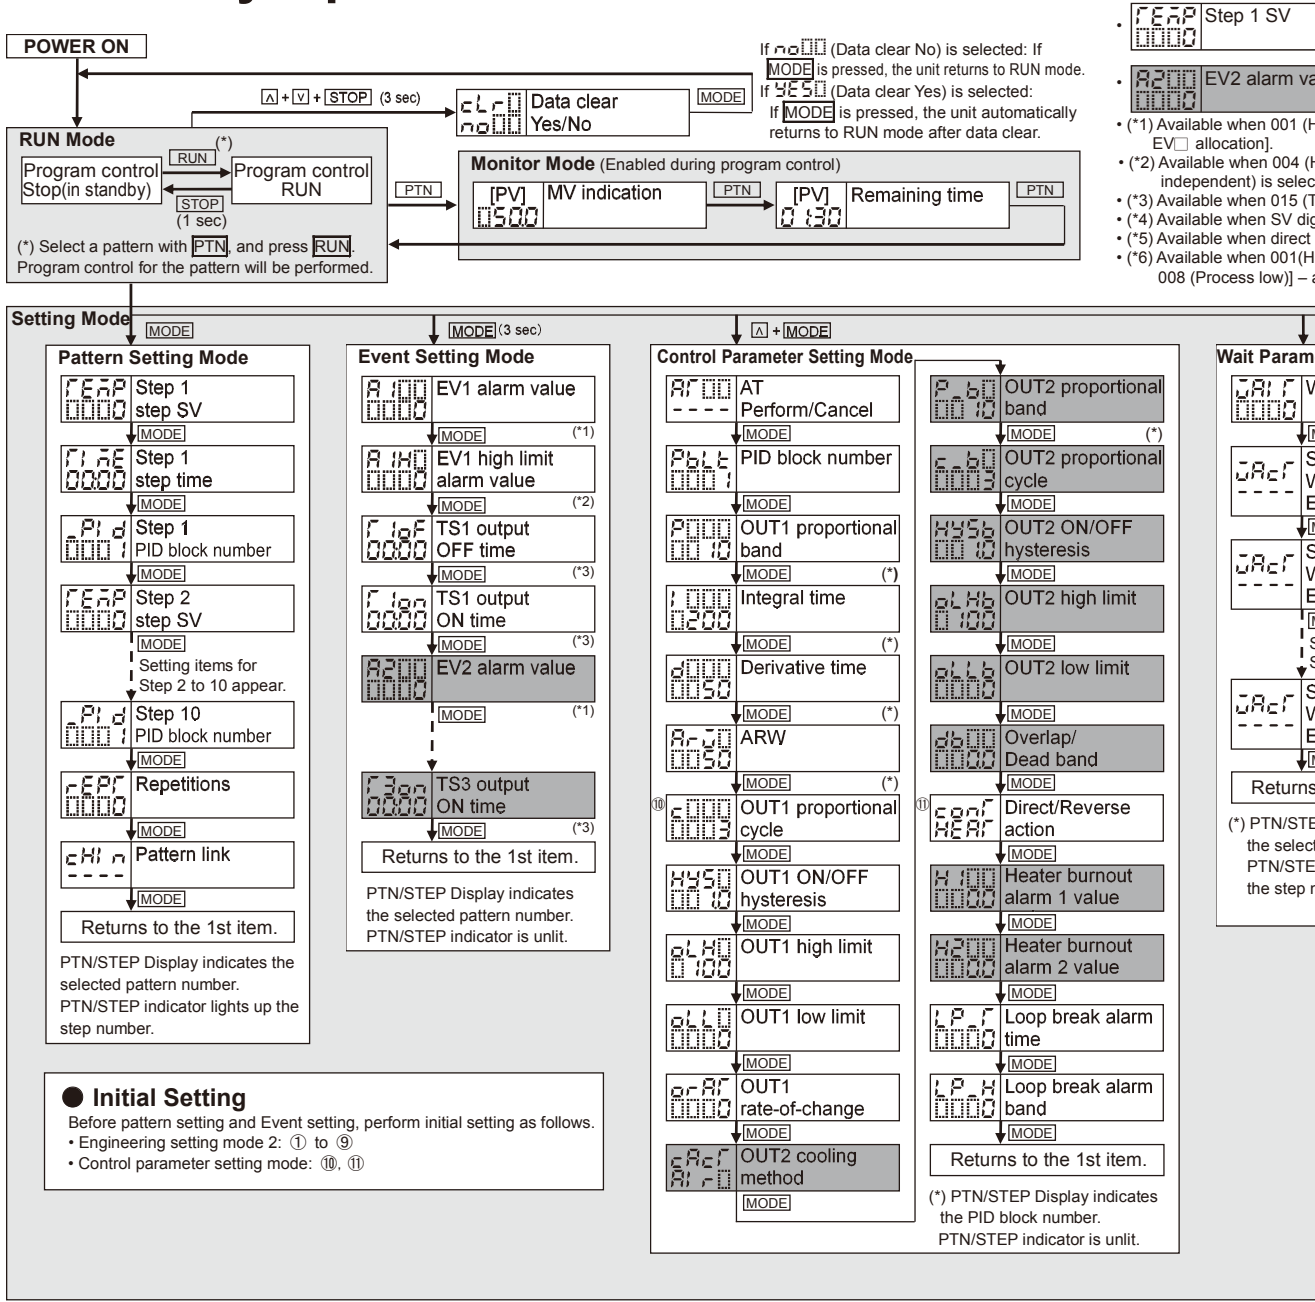 POWER ON
RUN Mode
(*)
Program control
Stop(in standby)
RUN
STOP
(1 sec)
Program control
RUN
(*) Select a pattern with PTN, and press RUN.
Program control for the pattern will be performed.
∧ + ∨ + STOP (3 sec)
Data clear
Yes/No
MODE
If no (Data clear No) is selected: If
MODE is pressed, the unit returns to RUN mode.
If YES (Data clear Yes) is selected:
If MODE is pressed, the unit automatically
returns to RUN mode after data clear.
PTN
Monitor Mode (Enabled during program control)
[PV]
MV indication
PTN
[PV]
Remaining time
PTN
• Step 1 SV
• EV2 alarm va
• (*1) Available when 001 (H
EV□ allocation].
• (*2) Available when 004 (H
independent) is selec
• (*3) Available when 015 (T
• (*4) Available when SV dig
• (*5) Available when direct
• (*6) Available when 001(H
008 (Process low)] – a
Setting Mode
MODE
Pattern Setting Mode
Step 1
step SV
MODE
Step 1
step time
MODE
Step 1
PID block number
MODE
Step 2
step SV
MODE
Setting items for
Step 2 to 10 appear.
Step 10
PID block number
MODE
Repetitions
MODE
Pattern link
MODE
Returns to the 1st item.
PTN/STEP Display indicates the
selected pattern number.
PTN/STEP indicator lights up the
step number.
MODE (3 sec)
Event Setting Mode
EV1 alarm value
MODE (*1)
EV1 high limit
alarm value
MODE (*2)
TS1 output
OFF time
MODE (*3)
TS1 output
ON time
MODE (*3)
EV2 alarm value
MODE (*1)
TS3 output
ON time
MODE (*3)
Returns to the 1st item.
PTN/STEP Display indicates
the selected pattern number.
PTN/STEP indicator is unlit.
∧ + MODE
Control Parameter Setting Mode
AT
Perform/Cancel
MODE
PID block number
MODE
OUT1 proportional
band
MODE (*)
Integral time
MODE (*)
Derivative time
MODE (*)
ARW
MODE (*)
⑩ OUT1 proportional
cycle
MODE
OUT1 ON/OFF
hysteresis
MODE
OUT1 high limit
MODE
OUT1 low limit
MODE
OUT1
rate-of-change
MODE
OUT2 cooling
method
MODE
OUT2 proportional
band
MODE (*)
OUT2 proportional
cycle
MODE
OUT2 ON/OFF
hysteresis
MODE
OUT2 high limit
MODE
OUT2 low limit
MODE
Overlap/
Dead band
MODE
⑪ Direct/Reverse
action
MODE
Heater burnout
alarm 1 value
MODE
Heater burnout
alarm 2 value
MODE
Loop break alarm
time
MODE
Loop break alarm
band
MODE
Returns to the 1st item.
(*) PTN/STEP Display indicates
the PID block number.
PTN/STEP indicator is unlit.
Wait Param
Returns
(*) PTN/STE
the select
PTN/STE
the step n
● Initial Setting
Before pattern setting and Event setting, perform initial setting as follows.
• Engineering setting mode 2: ① to ⑨
• Control parameter setting mode: ⑩, ⑪